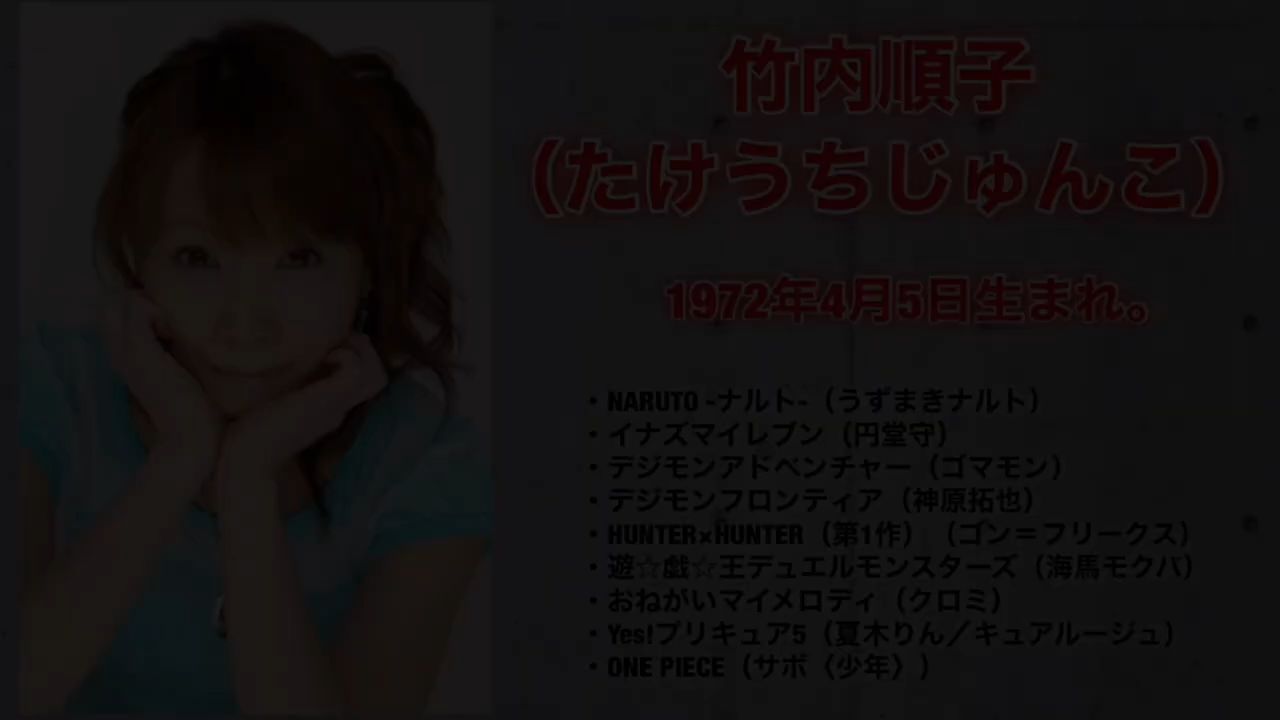 竹内順子
（たけうちじゅんこ）
1972年4月5日生まれ。
・NARUTO -ナルト-（うずまきナルト）
・イナズマイレブン（円堂守）
・デジモンアドベンチャー（ゴマモン）
・デジモンフロンティア（神原拓也）
・HUNTER×HUNTER（第1作）（ゴン＝フリークス）
・遊☆戯☆王デュエルモンスターズ（海馬モクバ）
・おねがいマイメロディ（クロミ）
・Yes!プリキュア5（夏木りん／キュアルージュ）
・ONE PIECE（サボ〈少年〉）